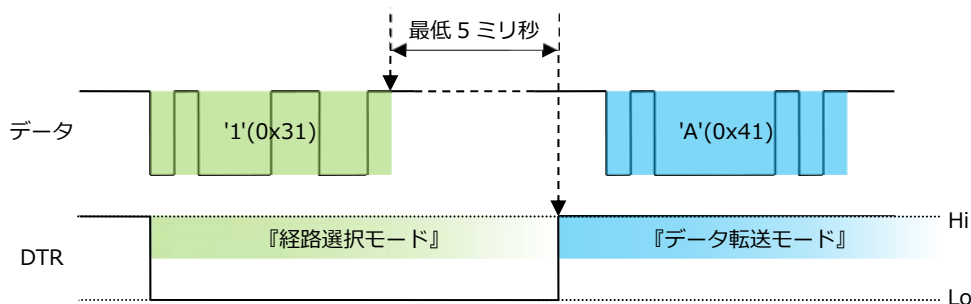 最低 5 ミリ秒
データ
'1'(0x31)
'A'(0x41)
『経路選択モード』
『データ転送モード』
Hi
DTR
Lo